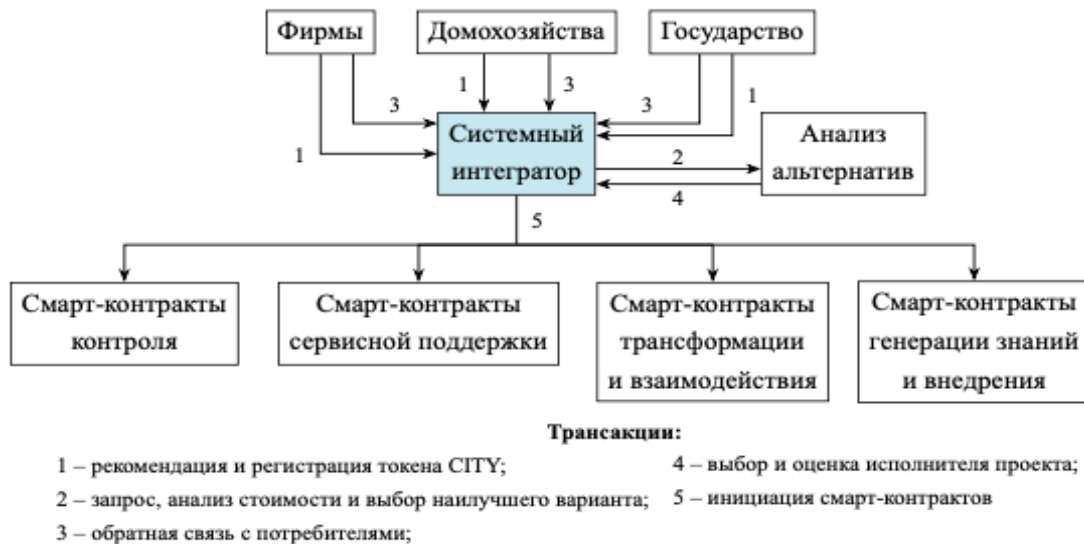 Фирмы
Домохозяйства
Государство
1
3
3
1
3
1
Системный
интегратор
2
4
Анализ
альтернатив
5
Смарт-контракты
контроля
Смарт-контракты
сервисной поддержки
Смарт-контракты
трансформации
и взаимодействия
Смарт-контракты
генерации знаний
и внедрения
Трансакции:
1 – рекомендация и регистрация токена CITY;
2 – запрос, анализ стоимости и выбор наилучшего варианта;
3 – обратная связь с потребителями;
4 – выбор и оценка исполнителя проекта;
5 – инициация смарт-контрактов